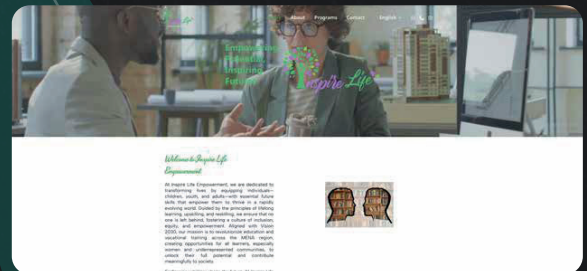 Inspire Life
About Programs Contact English
Empowering
Potential,
Inspiring
Futures
Inspire Life
Welcome to Inspire Life
Empowerment
At Inspire Life Empowerment, we are dedicated to
transforming lives by equipping individuals—
children, youth, and adults—with essential future
skills that empower them to thrive in a rapidly
evolving world. Guided by the principles of lifelong
learning, upskilling, and reskilling, we ensure that no
one is left behind, fostering a culture of inclusion,
equity, and empowerment. Aligned with Vision
2030, our mission is to revolutionize education and
vocational training across the MENA region,
creating opportunities for all learners, especially
women and underrepresented communities, to
unlock their full potential and contribute
meaningfully to society.